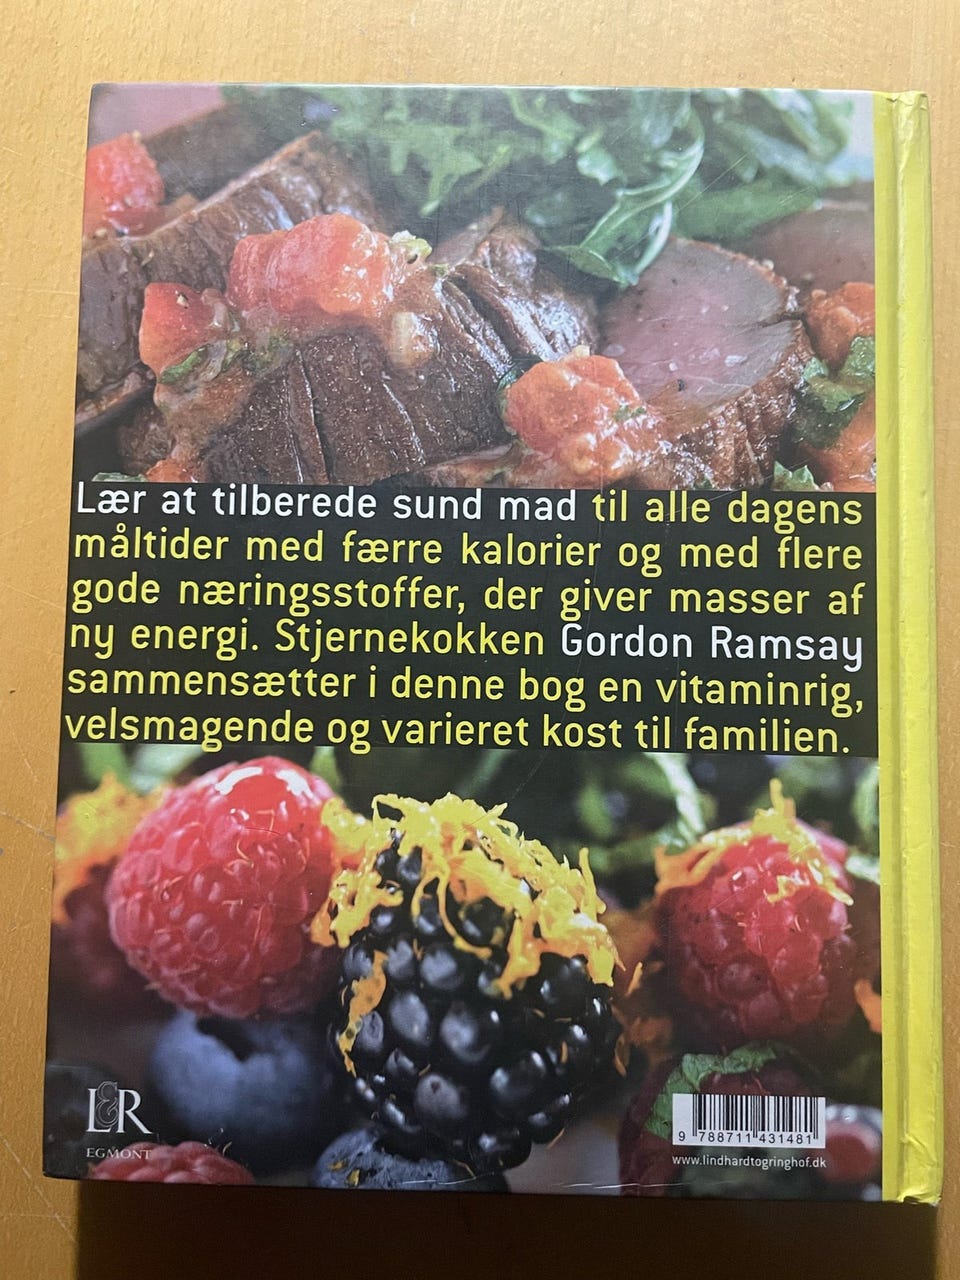 Lær at tilberede sund mad til alle dagens
måltider med færre kalorier og med flere
gode næringsstoffer, der giver masser af
ny energi. Stjernekokken Gordon Ramsay
sammensætter i denne bog en vitaminrig,
velsmagende og varieret kost til familien.
L&R
EGMONT
9 788711 431481
www.lindhardtogringhof.dk